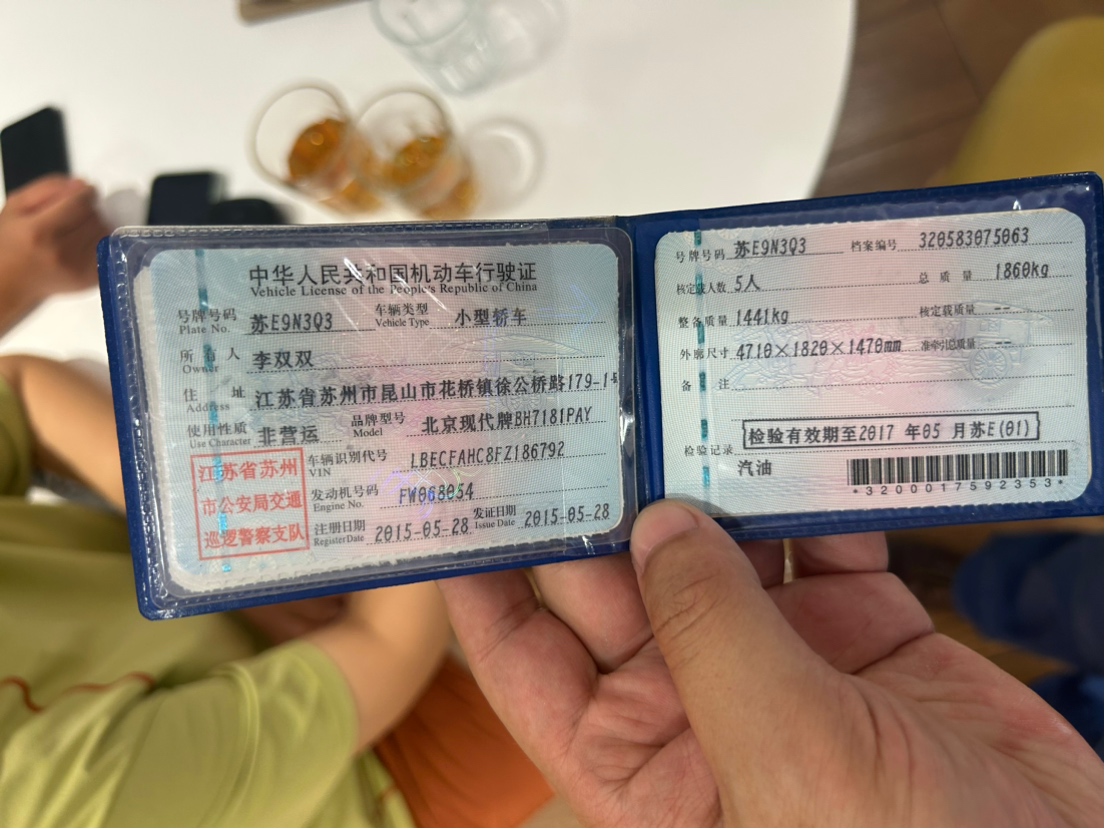 中华人民共和国机动车行驶证
Vehicle License of the People's Republic of China
号牌号码 苏E9N3Q3 车辆类型 小型轿车
Plate No. Vehicle Type
所有人 李双双
Owner
住址 江苏省苏州市昆山市花桥镇徐公桥路179-1号
Address
使用性质 非营运 品牌型号 北京现代牌BH7181PAY
Use Character Model
江苏省苏州
市公安局交通
巡逻警察支队
车辆识别代号 LBECFAHC8FZ186792
VIN
发动机号码 FW068054
Engine No.
注册日期 2015-05-28 发证日期 2015-05-28
Register Date Issue Date
号牌号码 苏E9N3Q3 档案编号 320583075063
核定载人数 5人 总质量 1860kg
整备质量 1441kg 核定载质量 --
外廓尺寸 4710×1820×1470mm 准牵引总质量 --
备注
检验记录 检验有效期至2017 年05 月苏E(01)
汽油
*3200017592353*